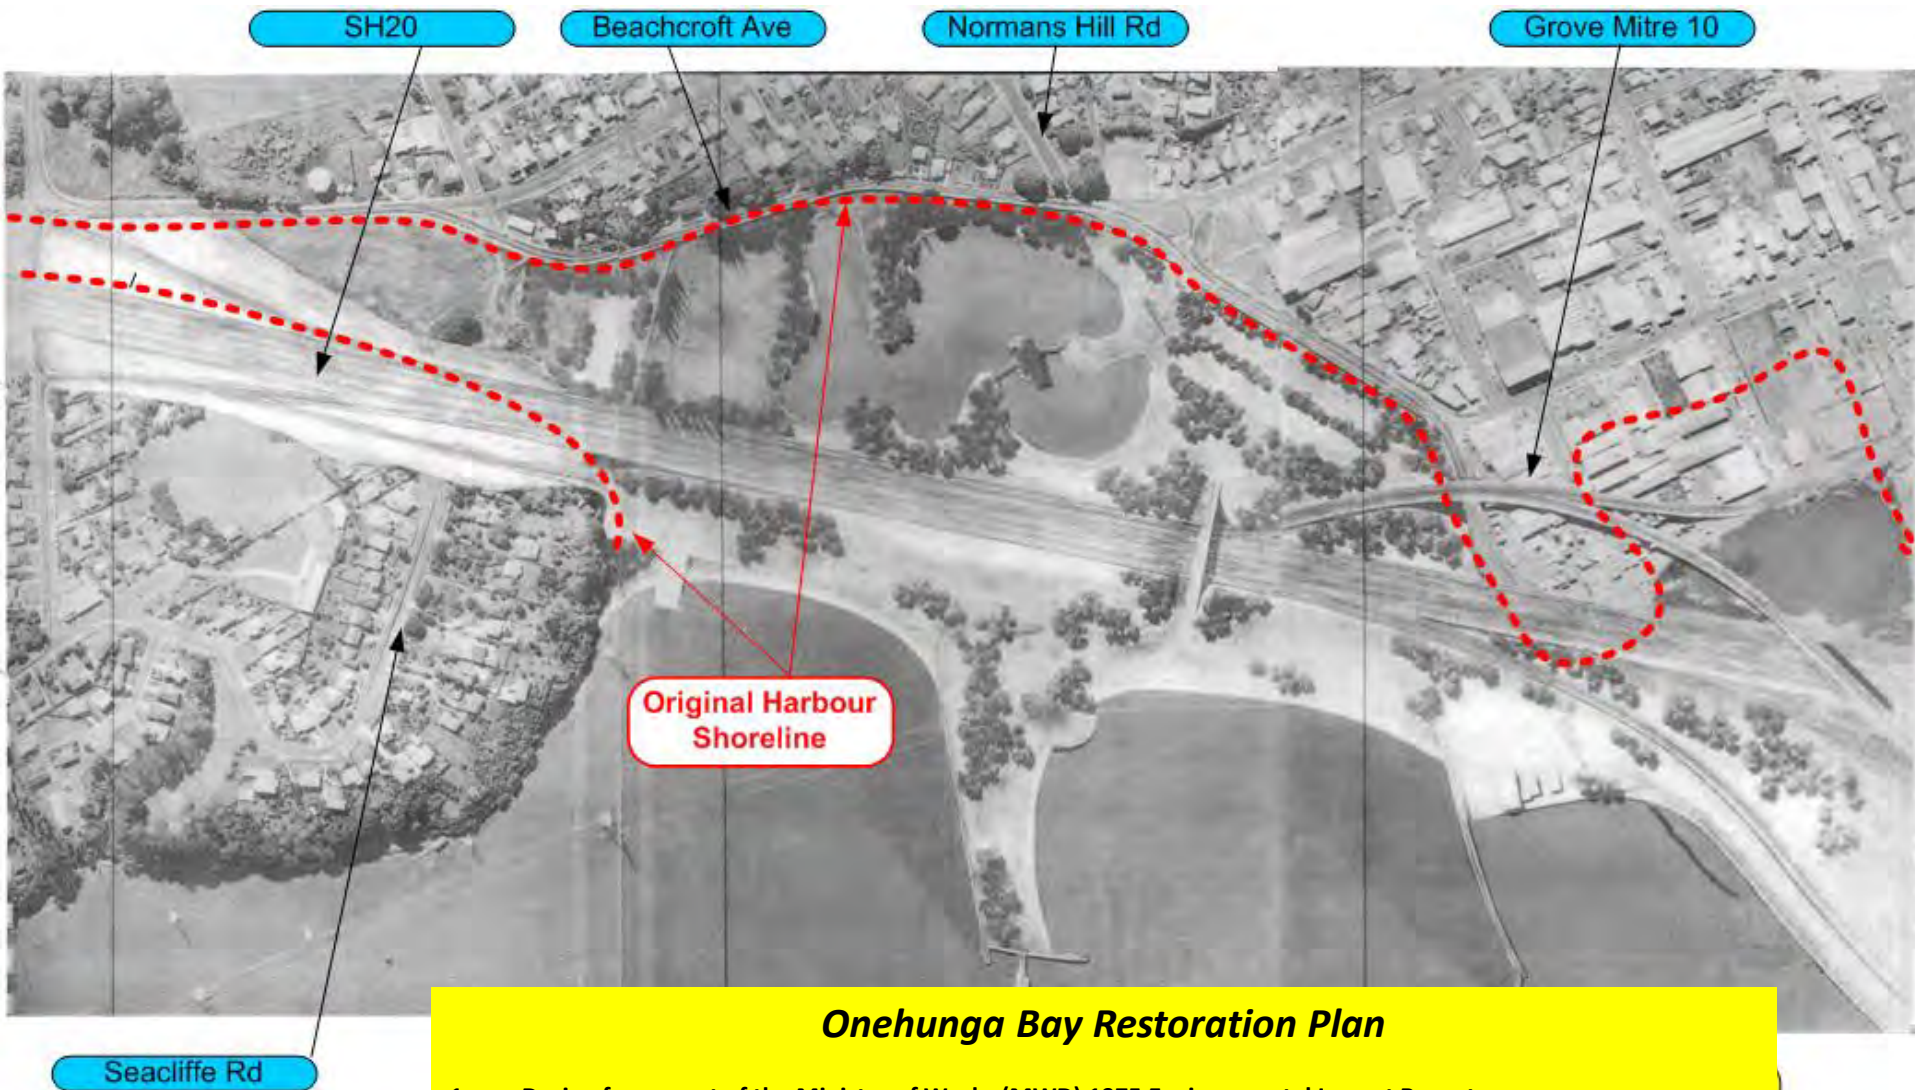 SH20
Beachcroft Ave
Normans Hill Rd
Grove Mitre 10
Original Harbour
Shoreline
Seacliffe Rd
Onehunga Bay Restoration Plan